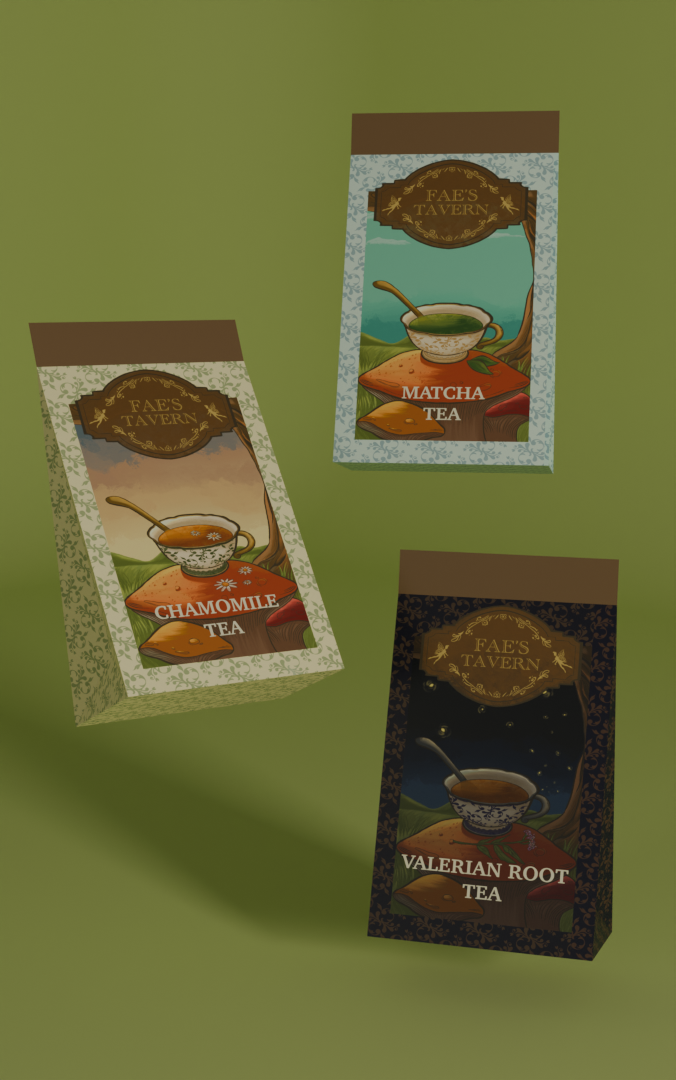 FAE'S
TAVERN
MATCHA
TEA
FAE'S
TAVERN
CHAMOMILE
TEA
FAE'S
TAVERN
VALERIAN ROOT
TEA